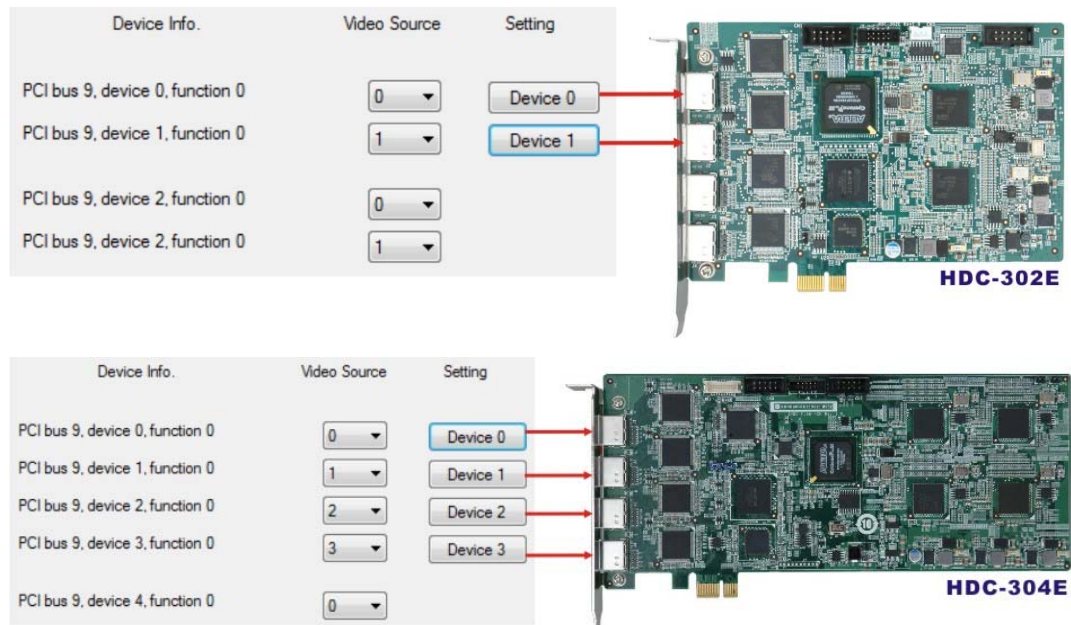 Device Info. Video Source Setting
PCI bus 9, device 0, function 0 0 Device 0
PCI bus 9, device 1, function 0 1 Device 1
PCI bus 9, device 2, function 0 0
PCI bus 9, device 2, function 0 1
HDC-302E
Device Info. Video Source Setting
PCI bus 9, device 0, function 0 0 Device 0
PCI bus 9, device 1, function 0 1 Device 1
PCI bus 9, device 2, function 0 2 Device 2
PCI bus 9, device 3, function 0 3 Device 3
PCI bus 9, device 4, function 0 0
HDC-304E